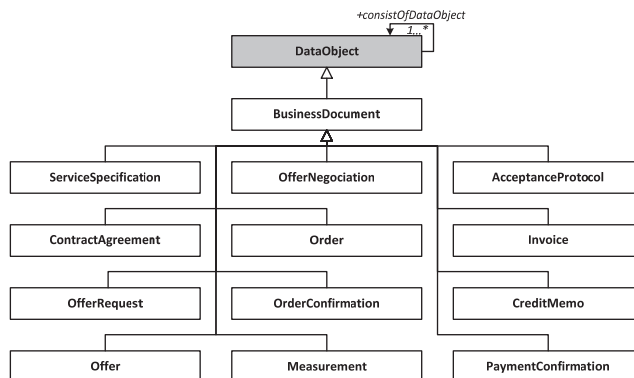 +consistOfDataObject
1...*
DataObject
BusinessDocument
ServiceSpecification
OfferNegociation
AcceptanceProtocol
ContractAgreement
Order
Invoice
OfferRequest
OrderConfirmation
CreditMemo
Offer
Measurement
PaymentConfirmation